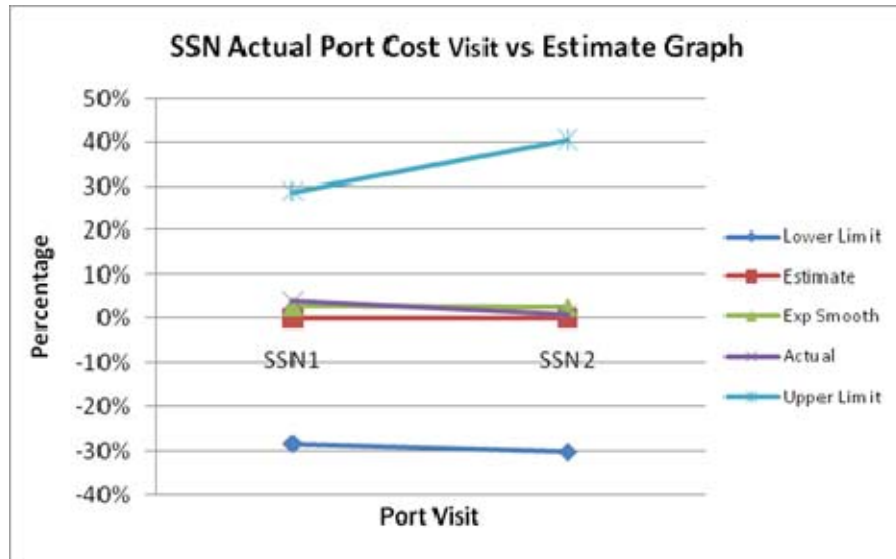 SSN Actual Port Cost Visit vs Estimate Graph
50%
40%
30%
20%
10%
0%
-10%
-20%
-30%
-40%
Percentage
SSN1
SSN2
Port Visit
Lower Limit
Estimate
Exp Smooth
Actual
Upper Limit